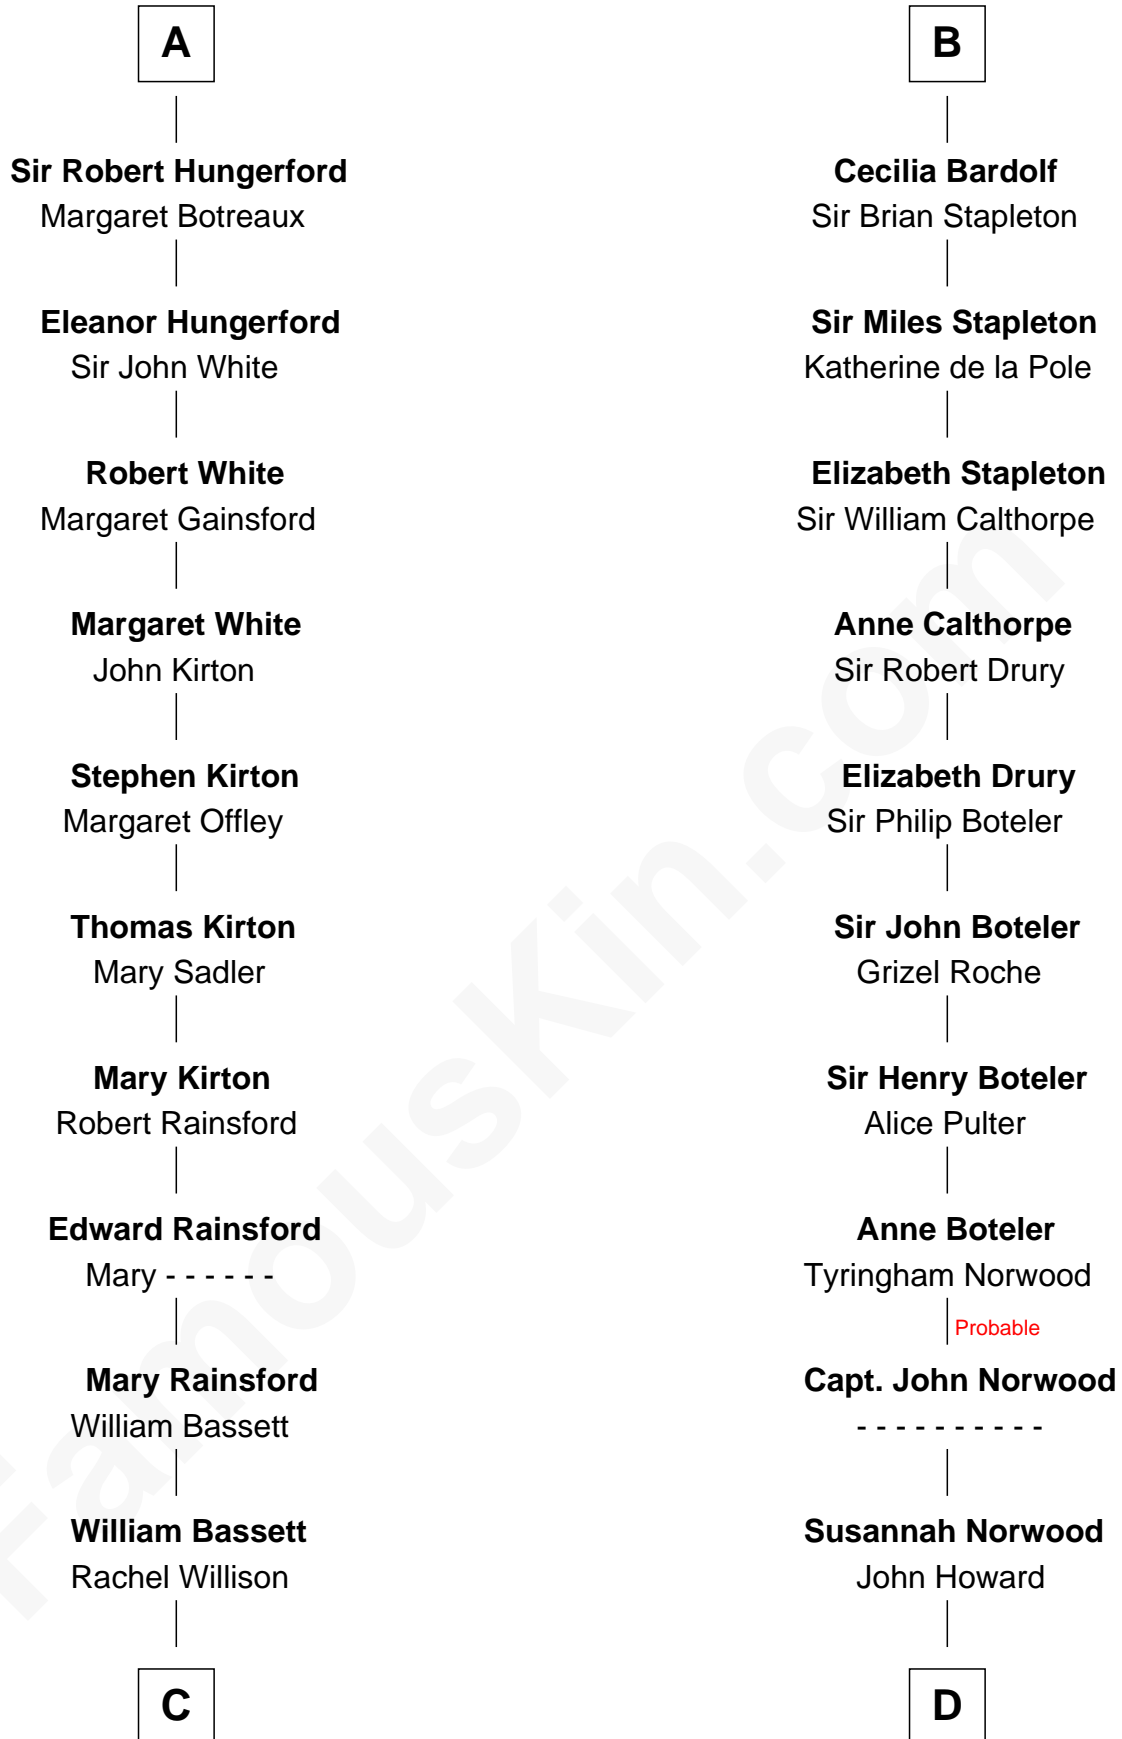 A
Sir Robert Hungerford
Margaret Botreaux
Eleanor Hungerford
Sir John White
Robert White
Margaret Gainsford
Margaret White
John Kirton
Stephen Kirton
Margaret Offley
Thomas Kirton
Mary Sadler
Mary Kirton
Robert Rainsford
Edward Rainsford
Mary - - - - - -
Mary Rainsford
William Bassett
William Bassett
Rachel Willison
C
B
Cecilia Bardolf
Sir Brian Stapleton
Sir Miles Stapleton
Katherine de la Pole
Elizabeth Stapleton
Sir William Calthorpe
Anne Calthorpe
Sir Robert Drury
Elizabeth Drury
Sir Philip Boteler
Sir John Boteler
Grizel Roche
Sir Henry Boteler
Alice Pulter
Anne Boteler
Tyringham Norwood
Probable
Capt. John Norwood
- - - - - - - - - -
Susannah Norwood
John Howard
D
FamousKin.com